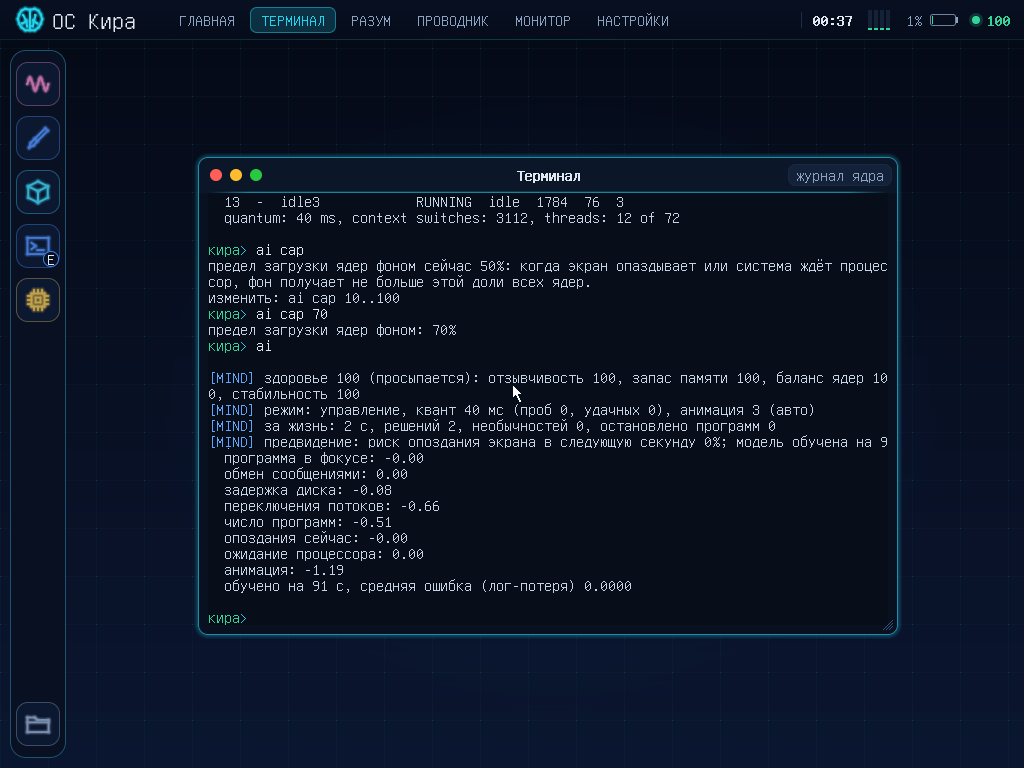 ОС Кира
ГЛАВНАЯ ТЕРМИНАЛ РАЗУМ ПРОВОДНИК МОНИТОР НАСТРОЙКИ
00:37 1% 100
E
Терминал
журнал ядра
13 - idle3 RUNNING idle 1784 76 3
quantum: 40 ms, context switches: 3112, threads: 12 of 72
кира> ai cap
предел загрузки ядер фоном сейчас 50%: когда экран опаздывает или система ждёт процес
сор, фон получает не больше этой доли всех ядер.
изменить: ai cap 10..100
кира> ai cap 70
предел загрузки ядер фоном: 70%
кира> ai
[MIND] здоровье 100 (просыпается): отзывчивость 100, запас памяти 100, баланс ядер 10
0, стабильность 100
[MIND] режим: управление, квант 40 мс (проб 0, удачных 0), анимация 3 (авто)
[MIND] за жизнь: 2 с, решений 2, необычностей 0, остановлено программ 0
[MIND] предвидение: риск опоздания экрана в следующую секунду 0%; модель обучена на 9
программа в фокусе: -0.00
обмен сообщениями: 0.00
задержка диска: -0.08
переключения потоков: -0.66
число программ: -0.51
опоздания сейчас: -0.00
ожидание процессора: 0.00
анимация: -1.19
обучено на 91 с, средняя ошибка (лог-потеря) 0.0000
кира>